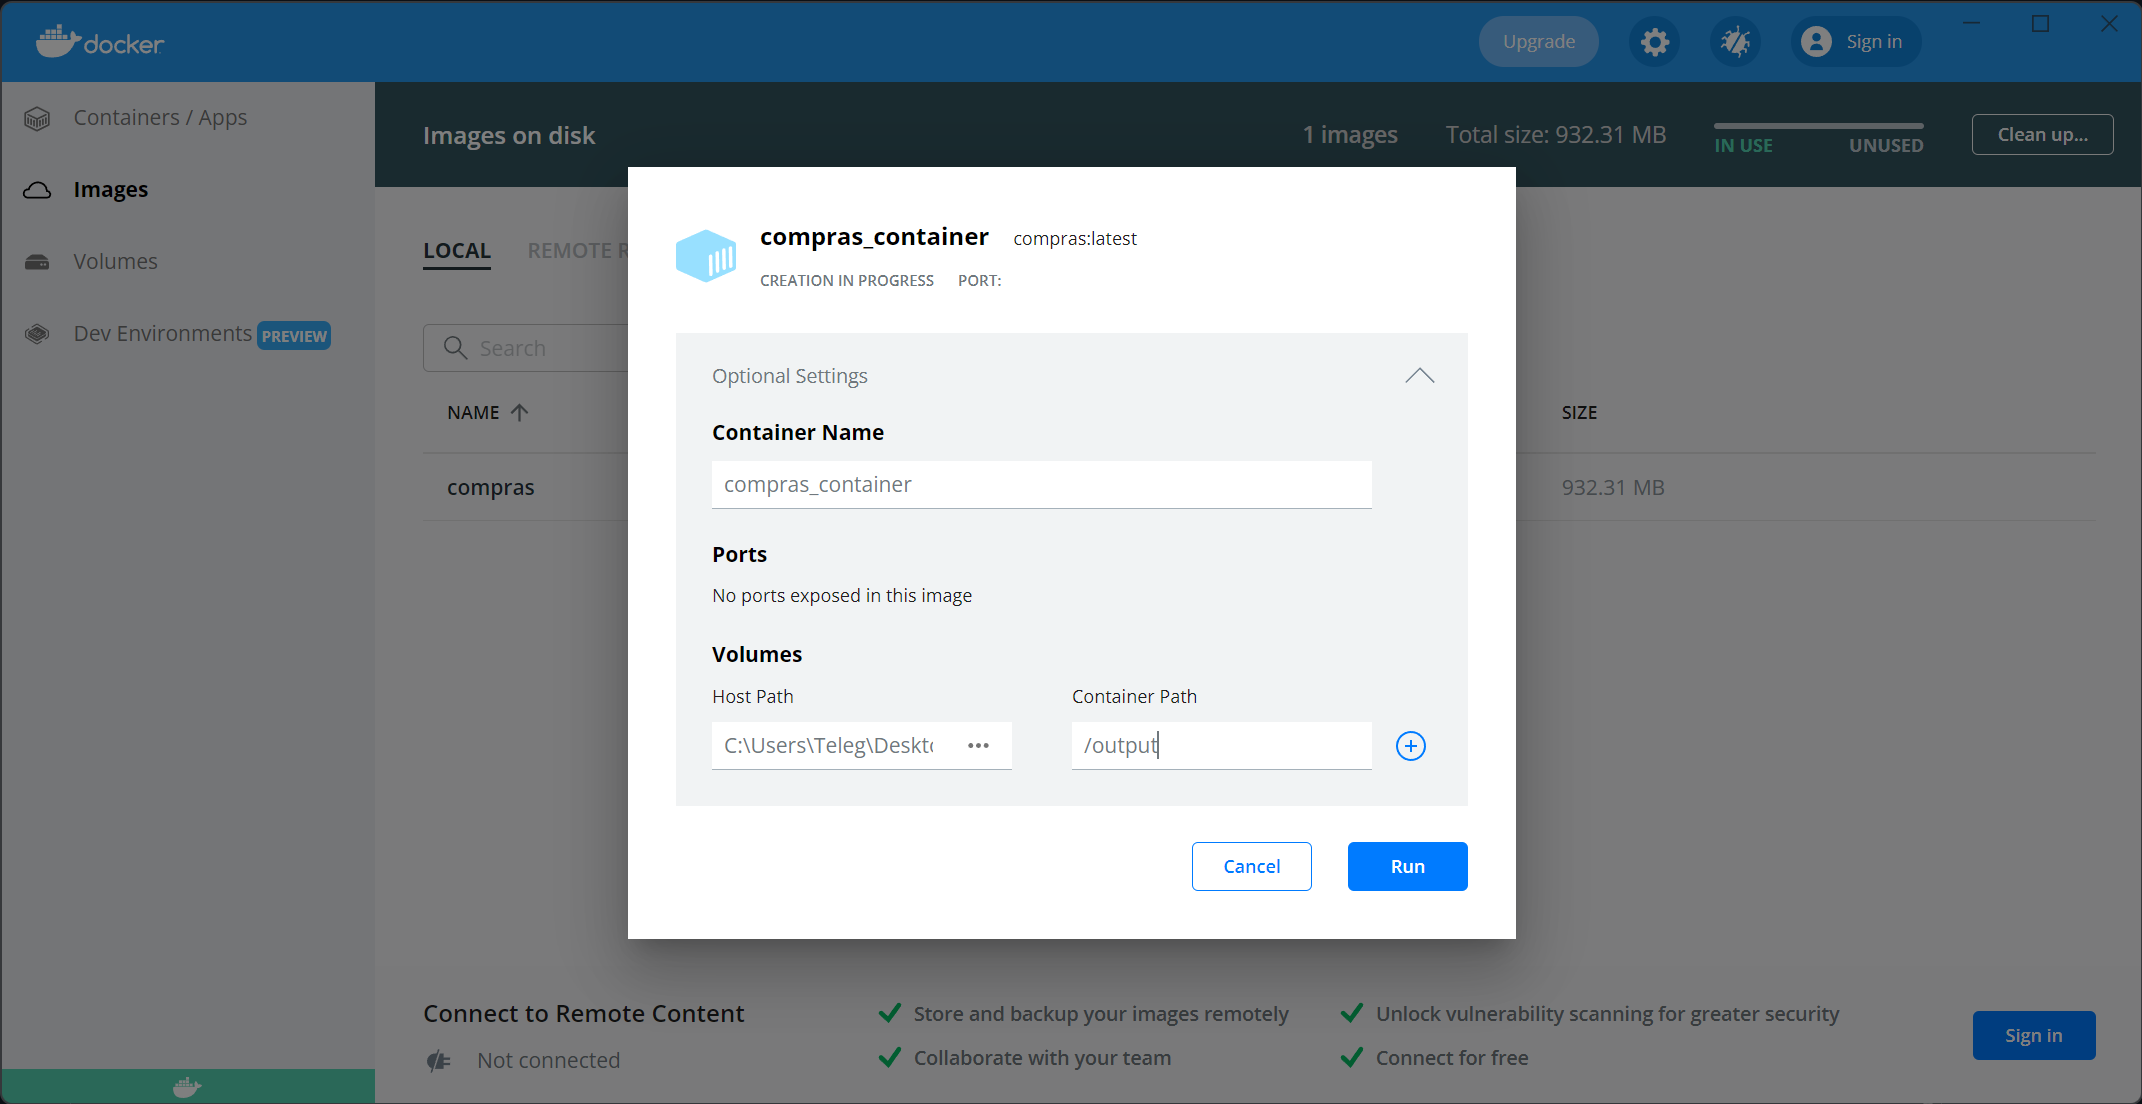 docker
Upgrade
Sign in
Containers / Apps
Images
Volumes
Dev Environments PREVIEW
Images on disk
1 images
Total size: 932.31 MB
IN USE
UNUSED
Clean up...
LOCAL
REMOTE R
Search
NAME
SIZE
compras
932.31 MB
compras_container compras:latest
CREATION IN PROGRESS PORT:
Optional Settings
Container Name
compras_container
Ports
No ports exposed in this image
Volumes
Host Path Container Path
C:\Users\Teleg\Deskto ••• /output
Cancel Run
Connect to Remote Content
Not connected
Store and backup your images remotely
Collaborate with your team
Unlock vulnerability scanning for greater security
Connect for free
Sign in